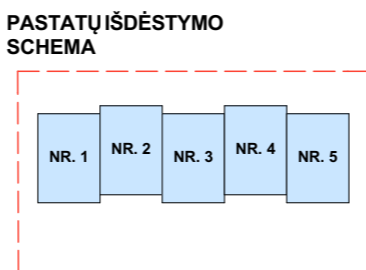 PASTATŲ IŠDĖSTYMO
SCHEMA
NR. 1
NR. 2
NR. 3
NR. 4
NR. 5